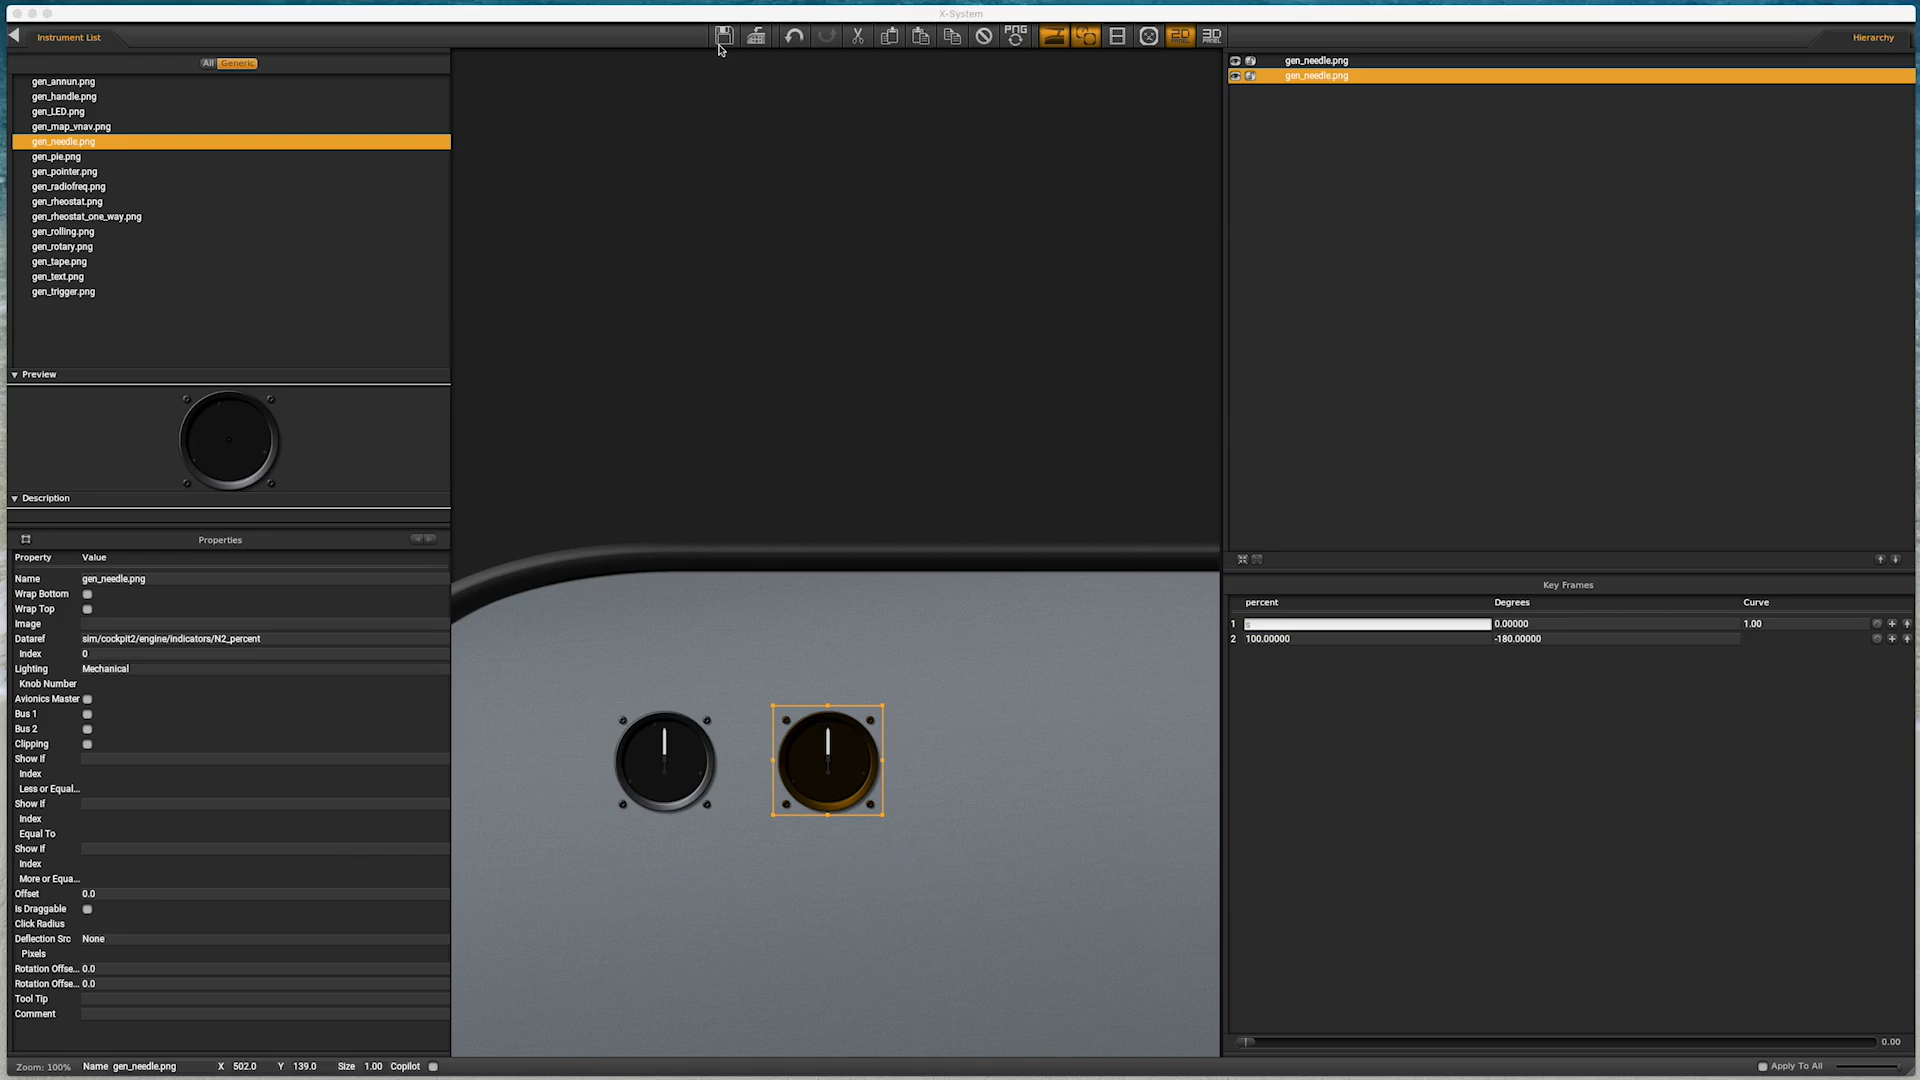 X-System
Instrument List
PNG
2D
PANEL
3D
PANEL
Hierarchy
All Generic
gen_annun.png
gen_handle.png
gen_LED.png
gen_map_vnav.png
gen_needle.png
gen_pie.png
gen_pointer.png
gen_radiofreq.png
gen_rheostat.png
gen_rheostat_one_way.png
gen_rolling.png
gen_rotary.png
gen_tape.png
gen_text.png
gen_trigger.png
Preview
Description
Properties
Property Value
Name gen_needle.png
Wrap Bottom
Wrap Top
Image
Dataref sim/cockpit2/engine/indicators/N2_percent
Index 0
Lighting Mechanical
Knob Number
Avionics Master
Bus 1
Bus 2
Clipping
Show If
Index
Less or Equal...
Show If
Index
Equal To
Show If
Index
More or Equa...
Offset 0.0
Is Draggable
Click Radius
Deflection Src None
Pixels
Rotation Offse... 0.0
Rotation Offse... 0.0
Tool Tip
Comment
gen_needle.png
gen_needle.png
Key Frames
percent Degrees Curve
1 0.00000 1.00
2 100.00000 -180.00000
0.00
Zoom: 100% Name gen_needle.png X 502.0 Y 139.0 Size 1.00 Copilot
Apply To All